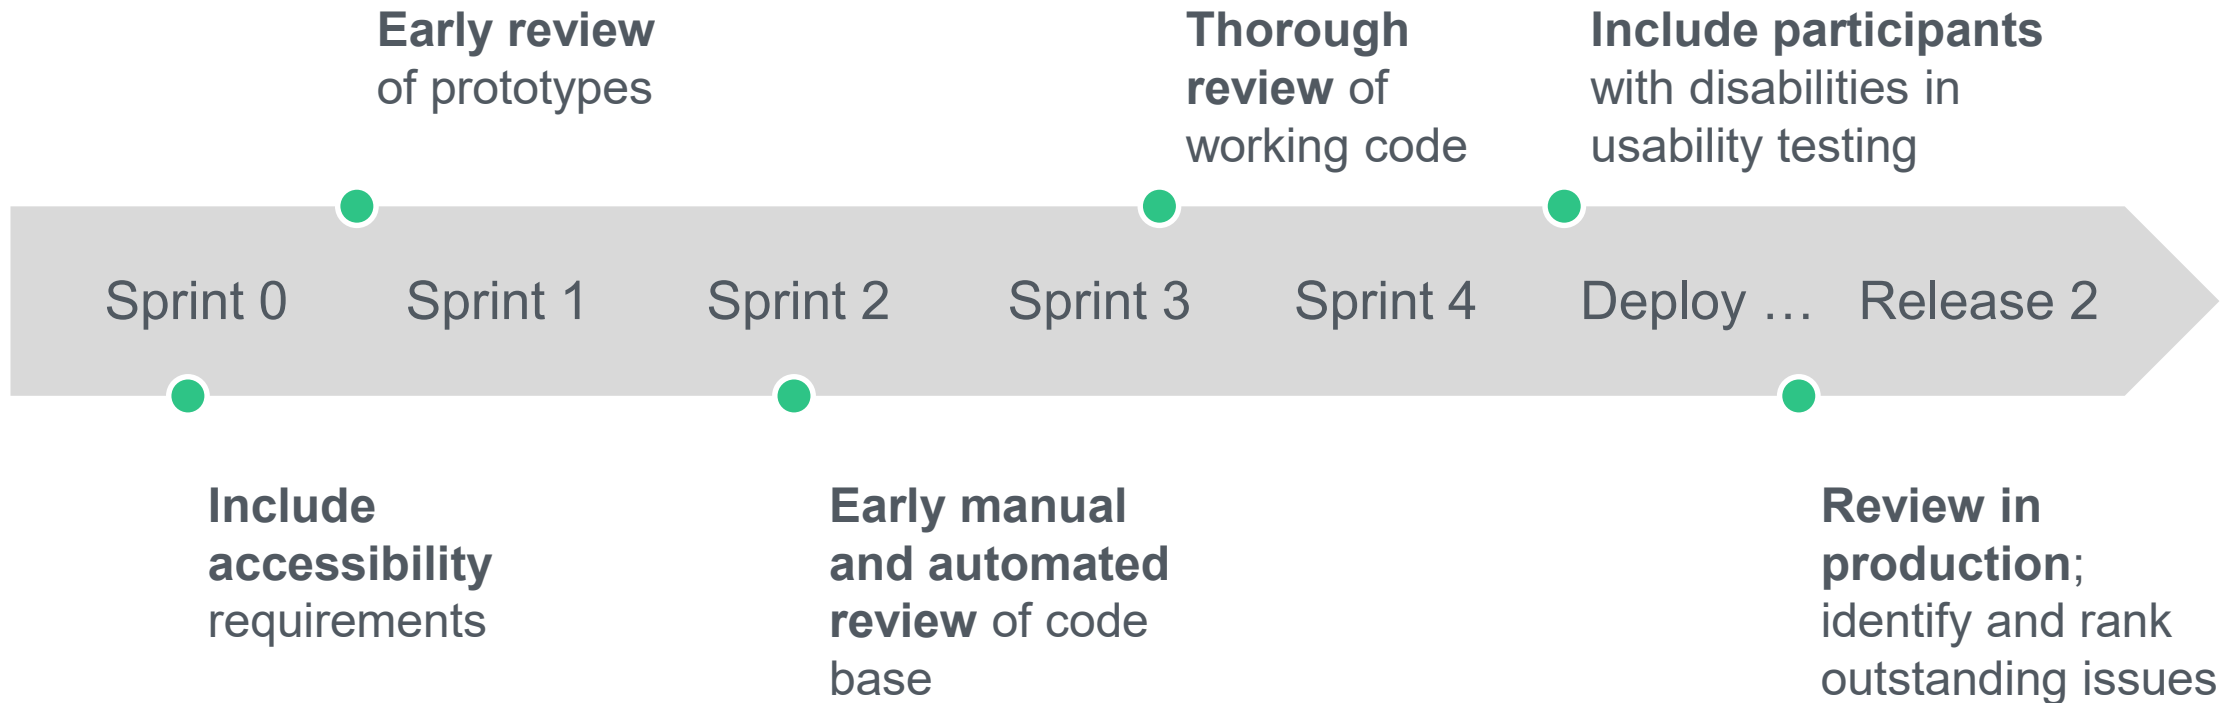 Early review
of prototypes
Thorough
review of
working code
Include participants
with disabilities in
usability testing
Sprint 0
Sprint 1
Sprint 2
Sprint 3
Sprint 4
Deploy …
Release 2
Include
accessibility
requirements
Early manual
and automated
review of code
base
Review in
production;
identify and rank
outstanding issues